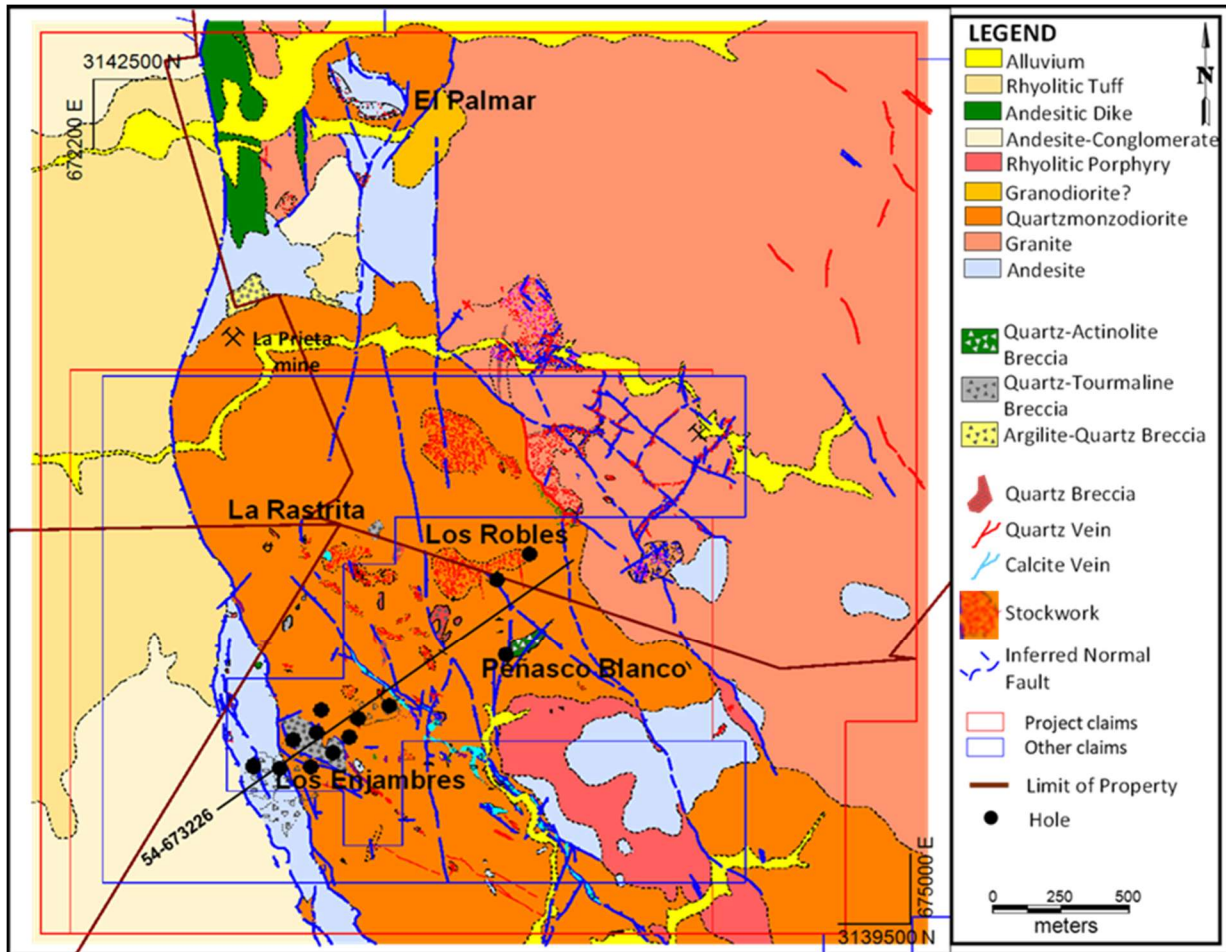 3142500 N
672200 E
El Palmar
La Prieta
mine
La Rastrita
Los Robles
Peñasco Blanco
Los Enjambres
54-673226
675000 E
3139500 N
LEGEND
N
Alluvium
Rhyolitic Tuff
Andesitic Dike
Andesite-Conglomerate
Rhyolitic Porphyry
Granodiorite?
Quartzmonzodiorite
Granite
Andesite
Quartz-Actinolite
Breccia
Quartz-Tourmaline
Breccia
Argilite-Quartz Breccia
Quartz Breccia
Quartz Vein
Calcite Vein
Stockwork
Inferred Normal
Fault
Project claims
Other claims
Limit of Property
Hole
0 250 500
meters